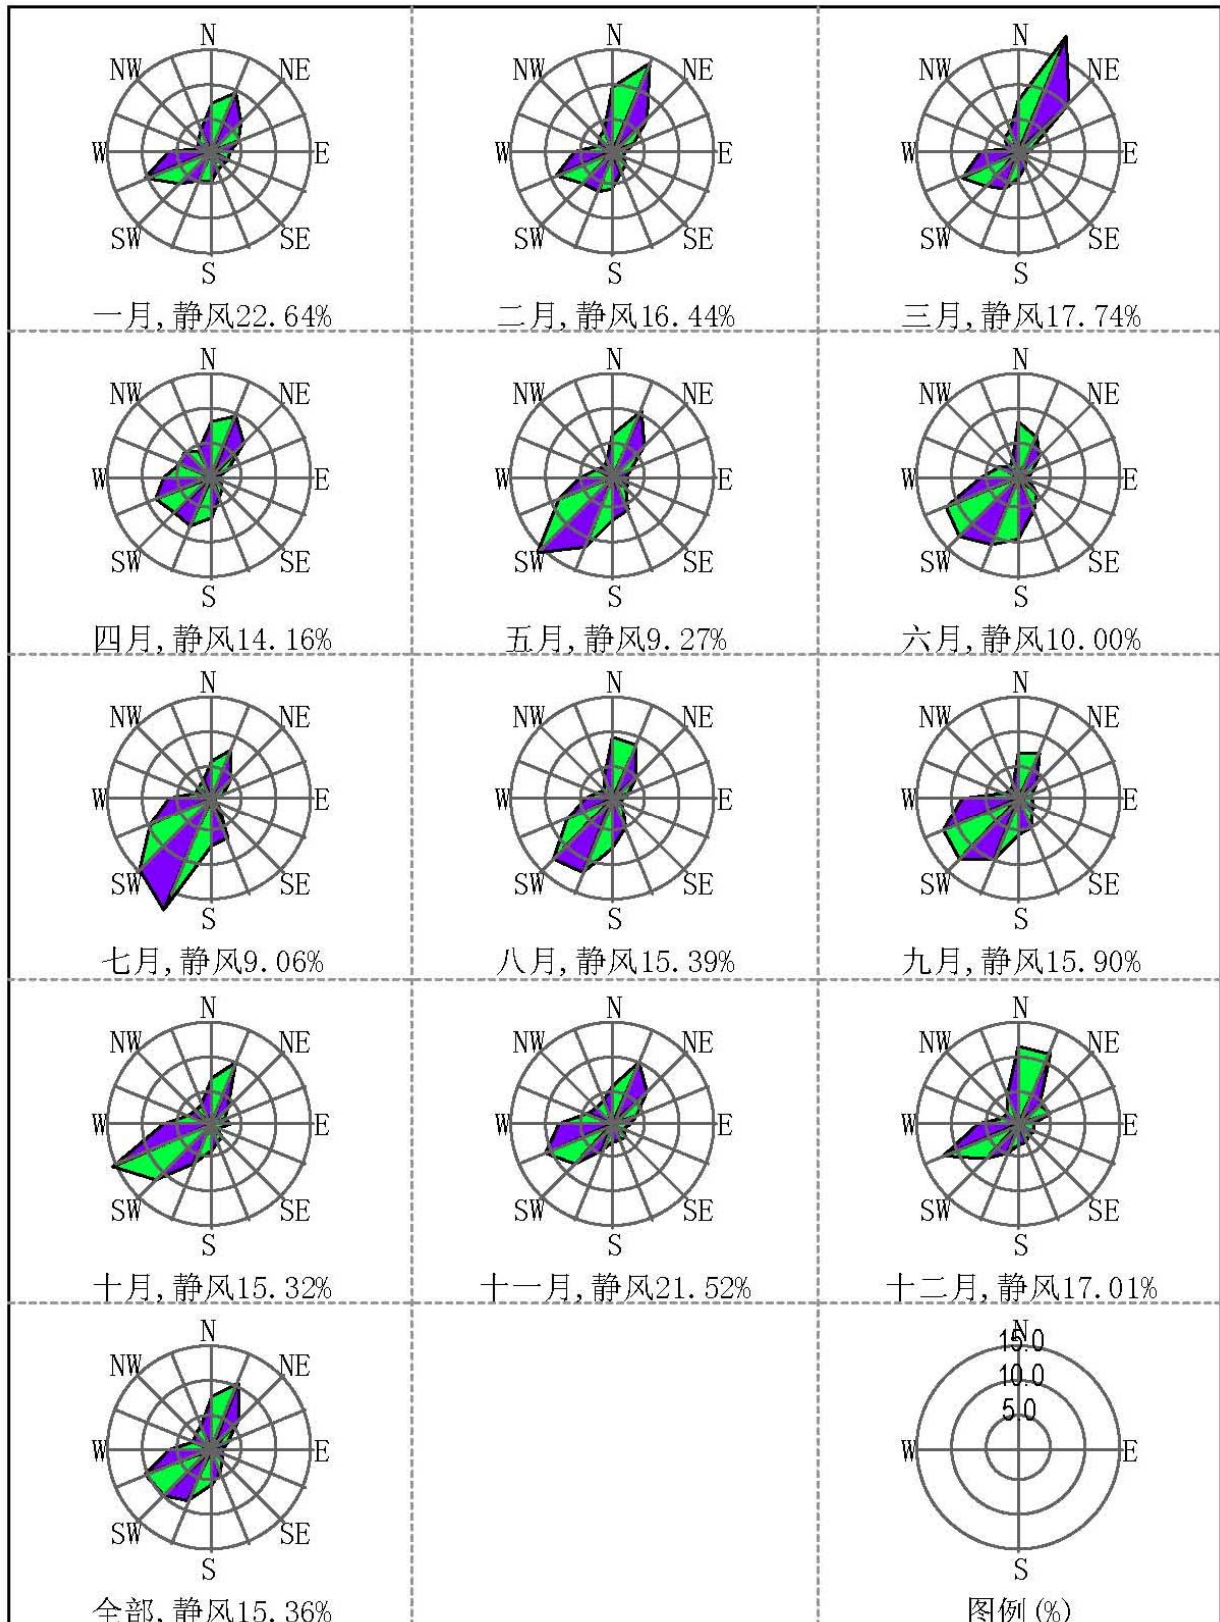 N N N
NW NE NW NE NW NE
W E W E W E
SW SE SW SE SW SE
S S S
一月,静风22.64% 二月,静风16.44% 三月,静风17.74%
N N N
NW NE NW NE NW NE
W E W E W E
SW SE SW SE SW SE
S S S
四月,静风14.16% 五月,静风9.27% 六月,静风10.00%
N N N
NW NE NW NE NW NE
W E W E W E
SW SE SW SE SW SE
S S S
七月,静风9.06% 八月,静风15.39% 九月,静风15.90%
N N N
NW NE NW NE NW NE
W E W E W E
SW SE SW SE SW SE
S S S
十月,静风15.32% 十一月,静风21.52% 十二月,静风17.01%
N N
15.0
NW NE 10.0
5.0
W E W E
SW SE
S S
全部,静风15.36% 图例(%)